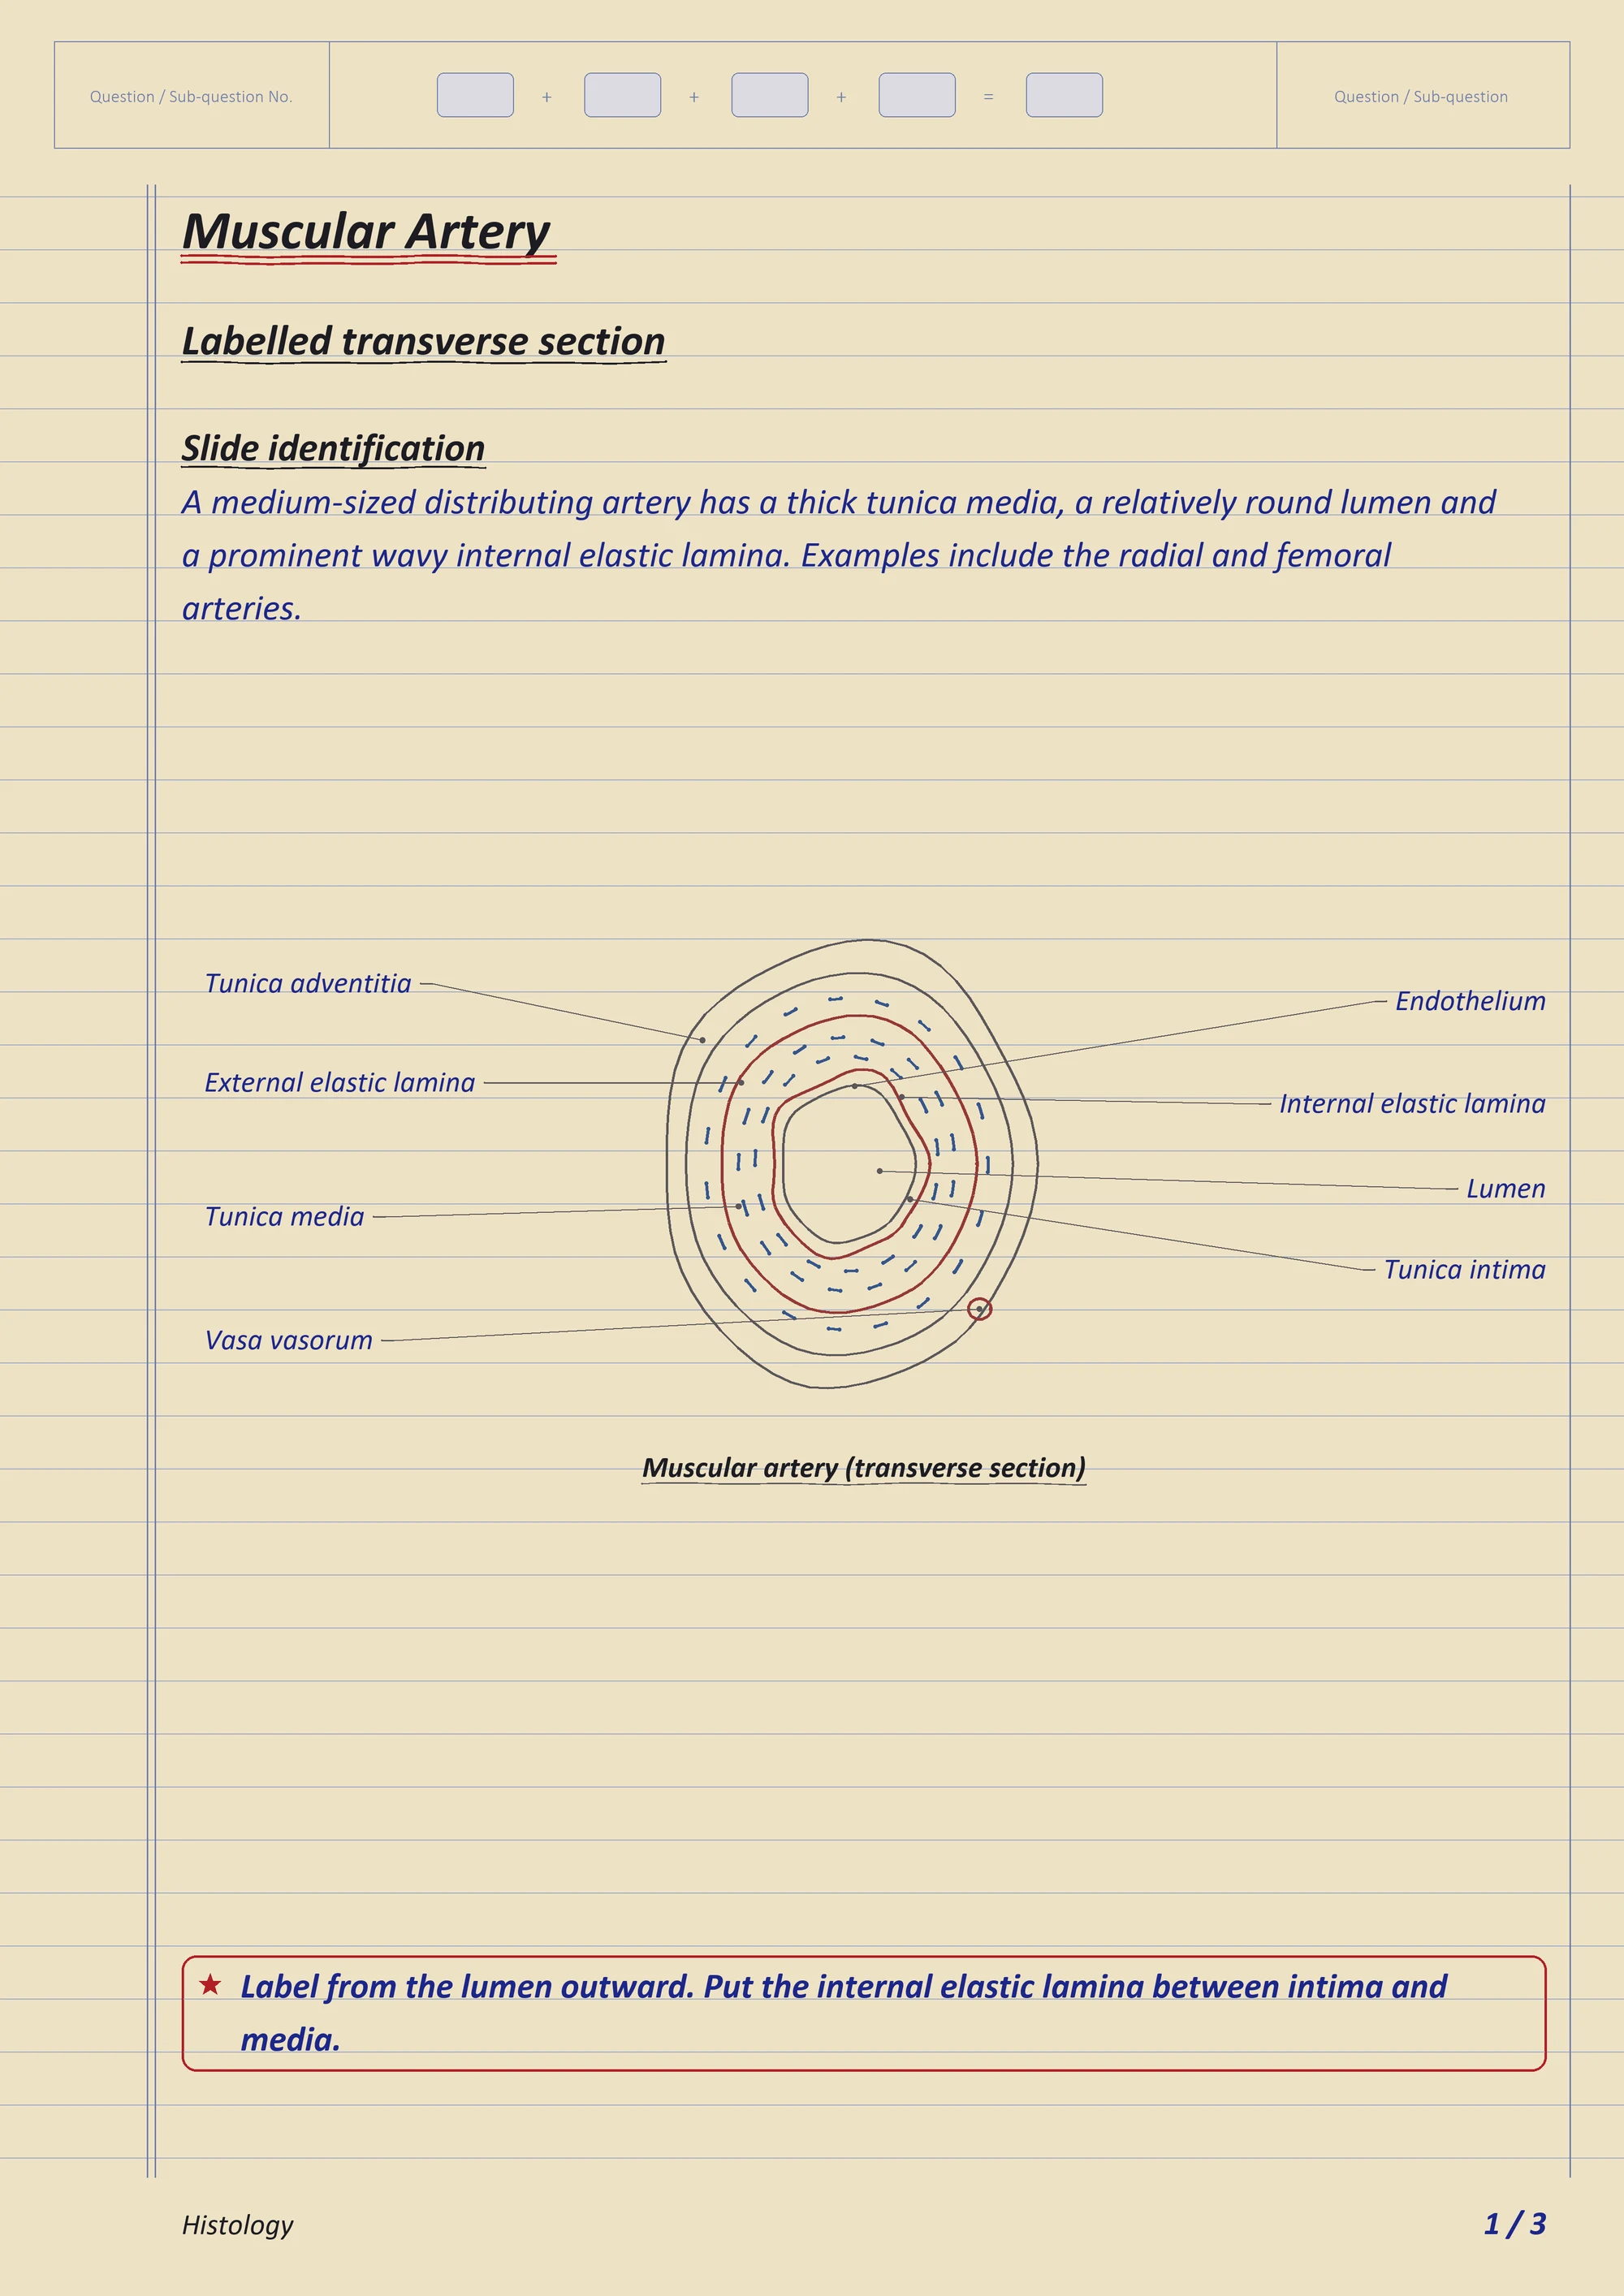 Question / Sub-question No.
+ + + =
Question / Sub-question
Muscular Artery
Labelled transverse section
Slide identification
A medium-sized distributing artery has a thick tunica media, a relatively round lumen and
a prominent wavy internal elastic lamina. Examples include the radial and femoral
arteries.
Tunica adventitia
Endothelium
External elastic lamina
Internal elastic lamina
Lumen
Tunica media
Tunica intima
Vasa vasorum
Muscular artery (transverse section)
★ Label from the lumen outward. Put the internal elastic lamina between intima and
media.
Histology
1 / 3